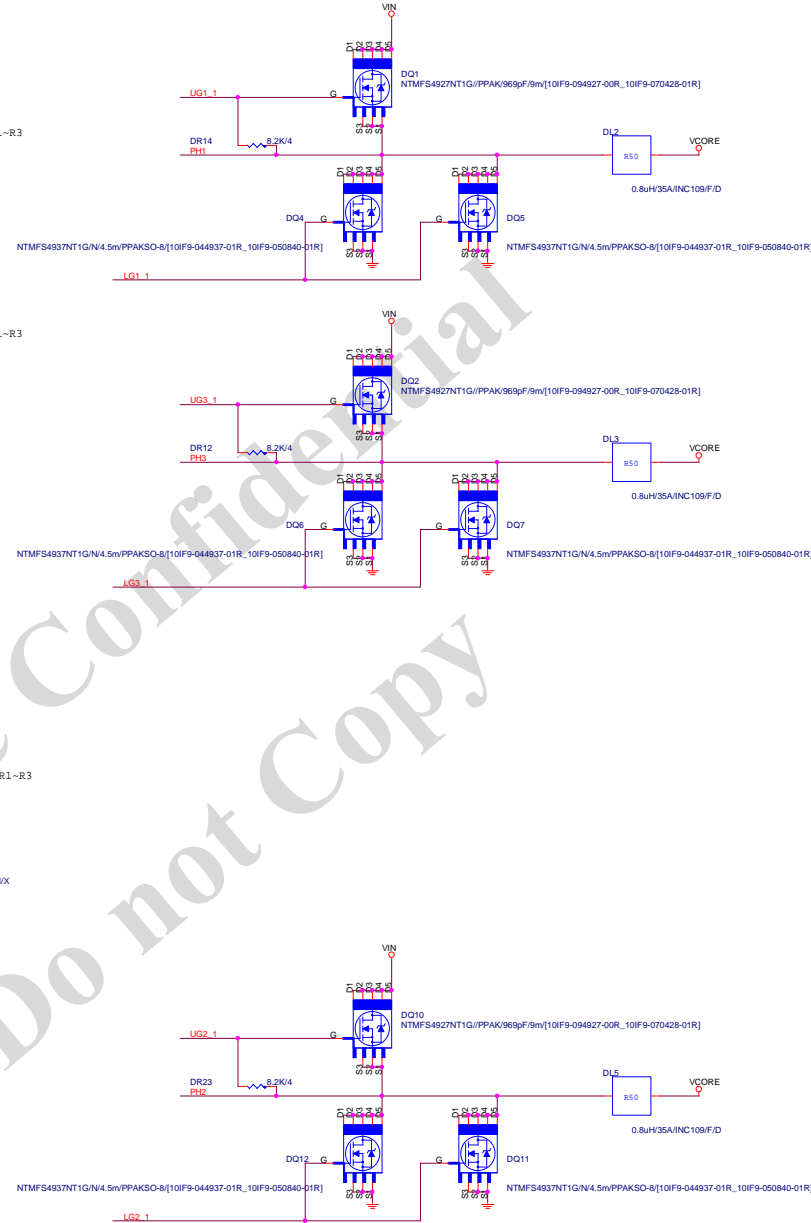 VIN
D1 D2 D3 D4 D5
DQ1
NTMFS4927NT1G//PPAK/969pF/9m/[10IF9-094927-00R_10IF9-070428-01R]
UG1_1
G
S3 S2 S1
~R3
DR14
8.2K/4
PH1
DL2
R50
VCORE
0.8uH/35A/INC109/F/D
D1 D2 D3 D4 D5
D1 D2 D3 D4 D5
DQ4
G
G
DQ5
NTMFS4937NT1G/N/4.5m/PPAKSO-8/[10IF9-044937-01R_10IF9-050840-01R]
NTMFS4937NT1G/N/4.5m/PPAKSO-8/[10IF9-044937-01R_10IF9-050840-01R]
S3 S2 S1
S3 S2 S1
LG1_1
VIN
~R3
D1 D2 D3 D4 D5
DQ2
NTMFS4927NT1G//PPAK/969pF/9m/[10IF9-094927-00R_10IF9-070428-01R]
UG3_1
G
S3 S2 S1
DR12
8.2K/4
PH3
DL3
R50
VCORE
0.8uH/35A/INC109/F/D
D1 D2 D3 D4 D5
D1 D2 D3 D4 D5
DQ6
G
G
DQ7
NTMFS4937NT1G/N/4.5m/PPAKSO-8/[10IF9-044937-01R_10IF9-050840-01R]
NTMFS4937NT1G/N/4.5m/PPAKSO-8/[10IF9-044937-01R_10IF9-050840-01R]
S3 S2 S1
S3 S2 S1
LG3_1
Confidential
Do not Copy
R1~R3
/X
VIN
D1 D2 D3 D4 D5
DQ10
NTMFS4927NT1G//PPAK/969pF/9m/[10IF9-094927-00R_10IF9-070428-01R]
UG2_1
G
S3 S2 S1
DR23
8.2K/4
PH2
DL5
R50
VCORE
0.8uH/35A/INC109/F/D
D1 D2 D3 D4 D5
D1 D2 D3 D4 D5
DQ12
G
G
DQ11
NTMFS4937NT1G/N/4.5m/PPAKSO-8/[10IF9-044937-01R_10IF9-050840-01R]
NTMFS4937NT1G/N/4.5m/PPAKSO-8/[10IF9-044937-01R_10IF9-050840-01R]
S3 S2 S1
S3 S2 S1
LG2_1